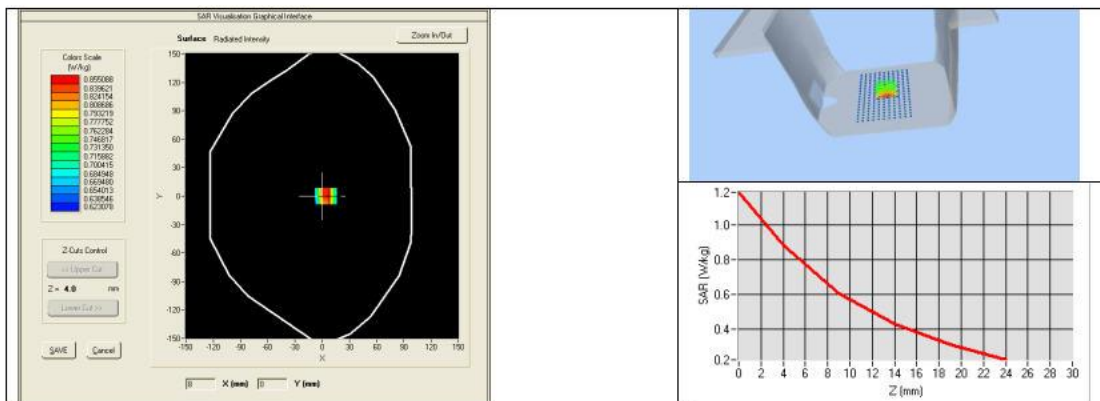 SAR Visualisation Graphical Interface
Surface Radiated Intensity
Zoom In/Out
Colors Scale
(W/kg)
0.855088
0.839621
0.824154
0.808686
0.793219
0.777752
0.762284
0.746817
0.731350
0.715882
0.700415
0.684948
0.669480
0.654013
0.638546
0.623078
Z-Cuts Control
<< Upper Cut
Z = 4.0 mm
Lower Cut >>
SAVE Cancel
150-
120-
90-
60-
30-
0-
-30-
-60-
-90-
-120-
-150-
Y
-150 -120 -90 -60 -30 0 30 60 90 120 150
X
8 X (mm) 0 Y (mm)
1.2
1.0
0.8
0.6
0.4
0.2
SAR (W/kg)
0 2 4 6 8 10 12 14 16 18 20 22 24 26 28 30
Z (mm)